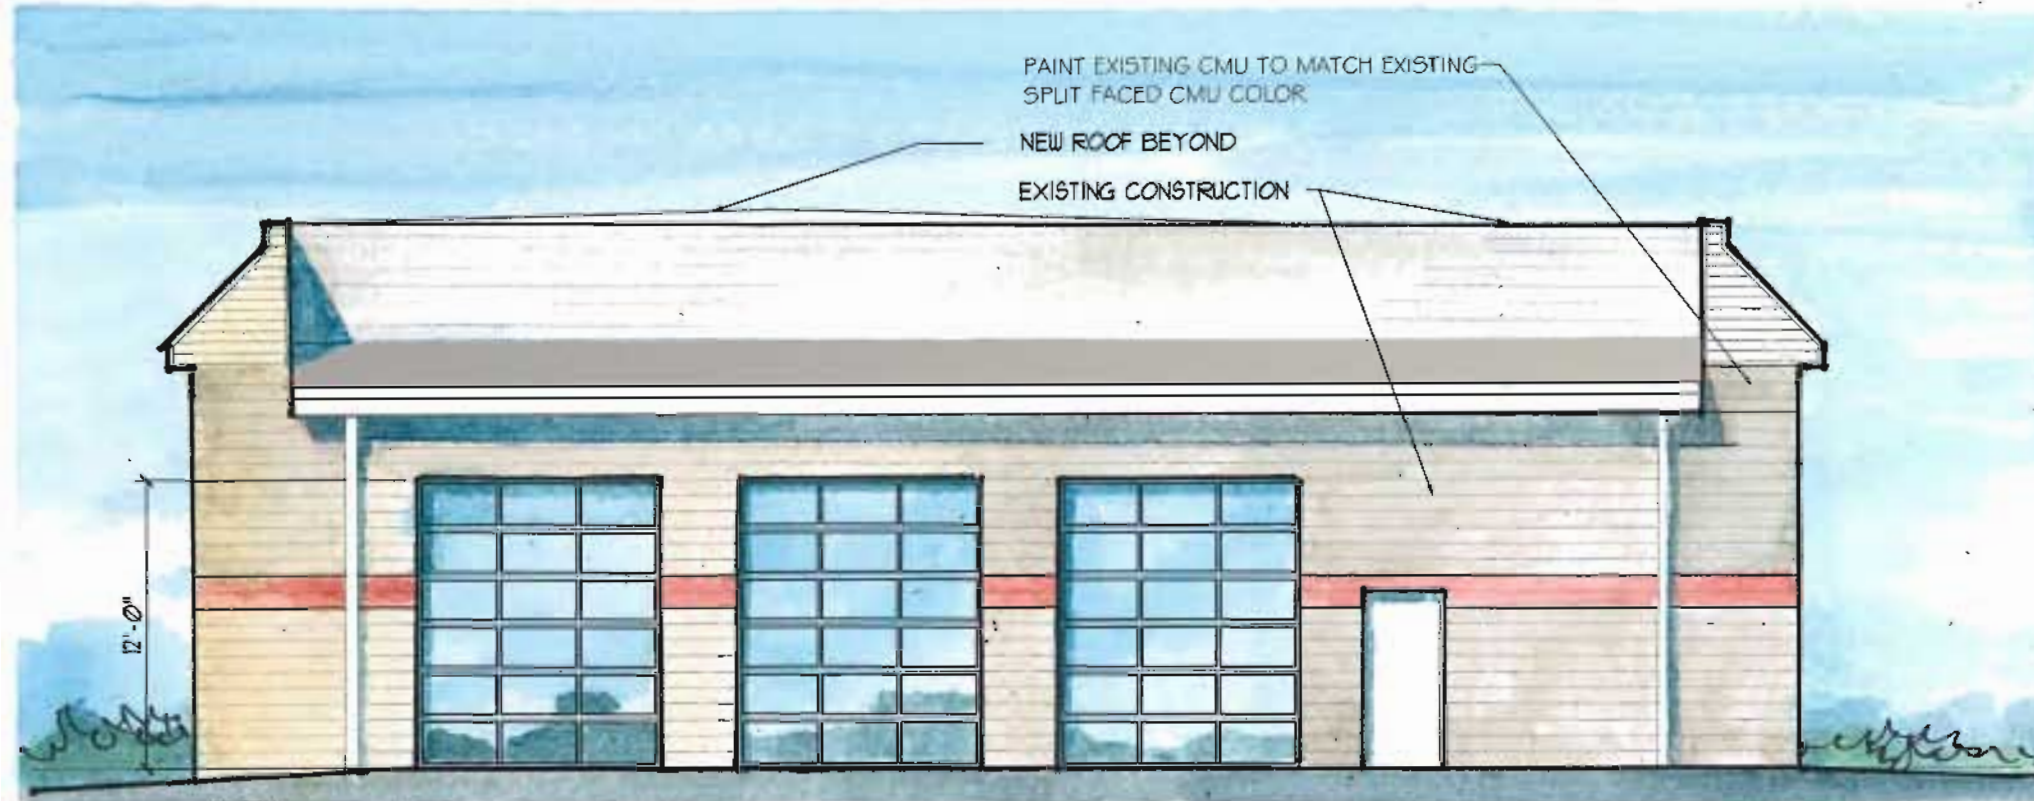 PAINT EXISTING CMU TO MATCH EXISTING
SPLIT FACED CMU COLOR
NEW ROOF BEYOND
EXISTING CONSTRUCTION
12'-0"